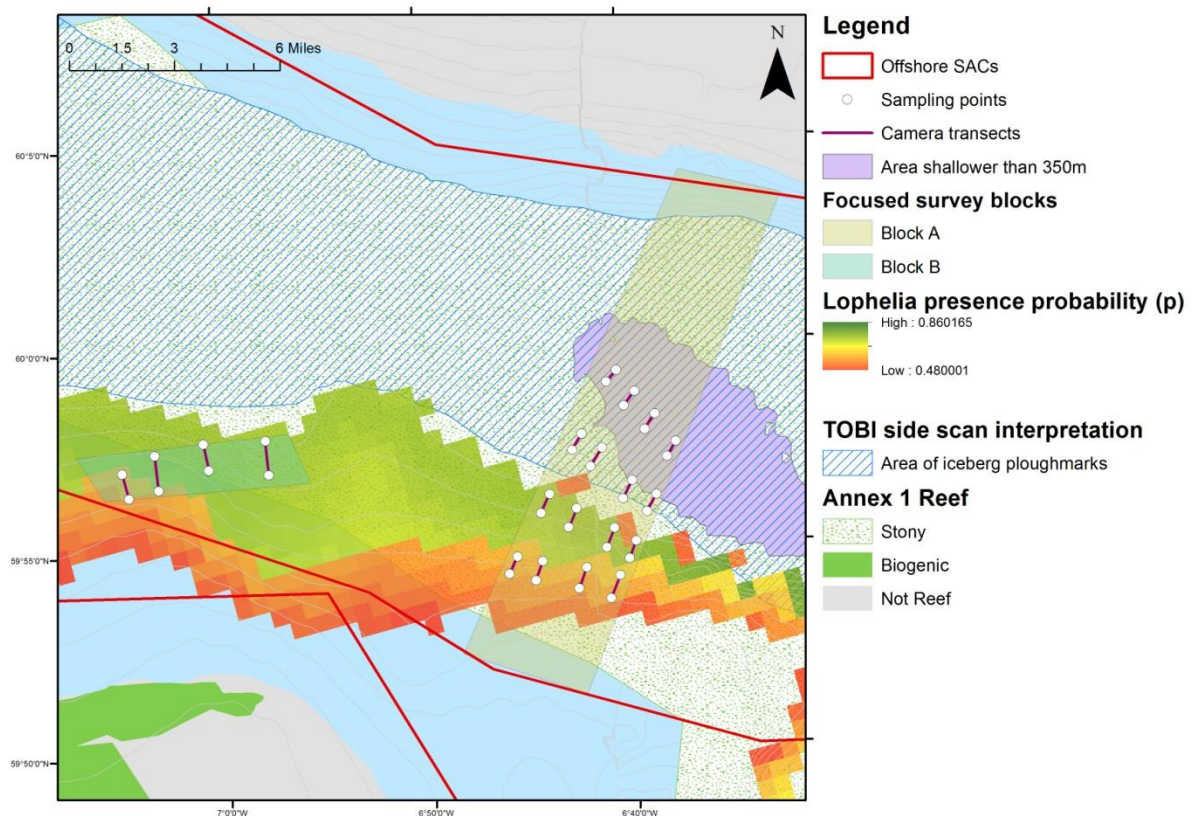 0 1.5 3 6 Miles
N
60°5'0"N
60°0'0"N
59°55'0"N
59°50'0"N
7°0'0"W 6°50'0"W 6°40'0"W
Legend
Offshore SACs
Sampling points
Camera transects
Area shallower than 350m
Focused survey blocks
Block A
Block B
Lophelia presence probability (p)
High : 0.860165
Low : 0.480001
TOBI side scan interpretation
Area of iceberg ploughmarks
Annex 1 Reef
Stony
Biogenic
Not Reef